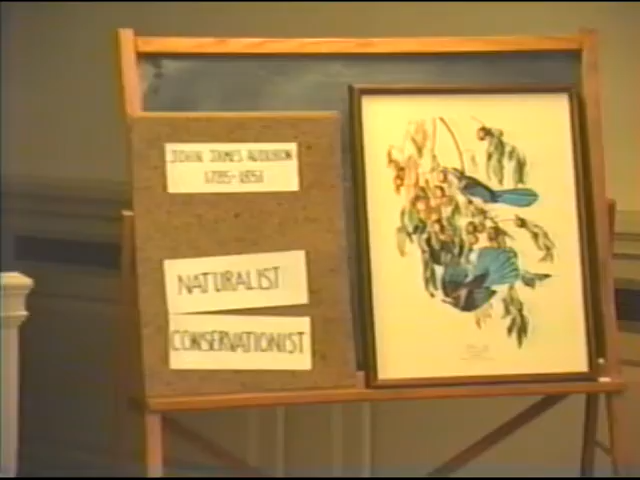 JOHN JAMES AUDUBON
1785-1851
NATURALIST
CONSERVATIONIST